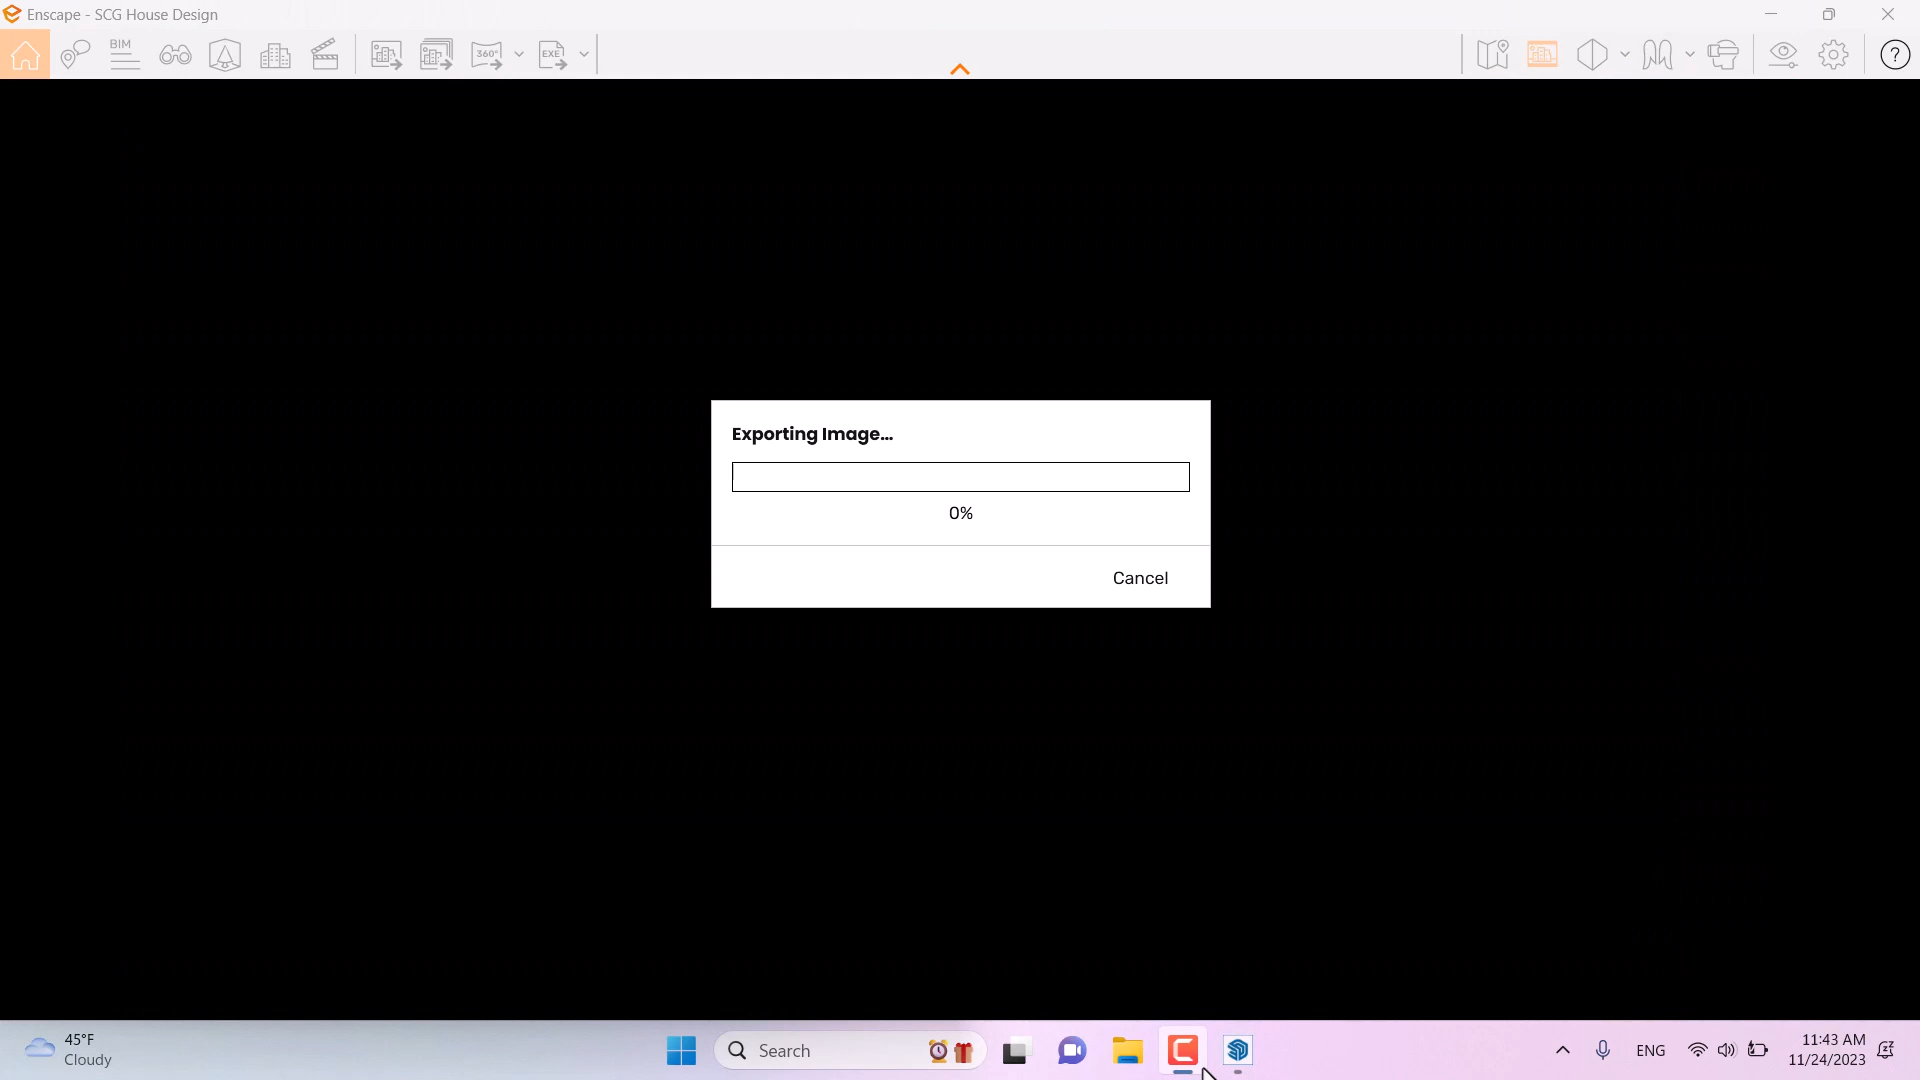 Enscape - SCG House Design
BIM
360°
EXE
?
Exporting Image...
0%
Cancel
45°F
Cloudy
Search
ENG
11:43 AM
11/24/2023